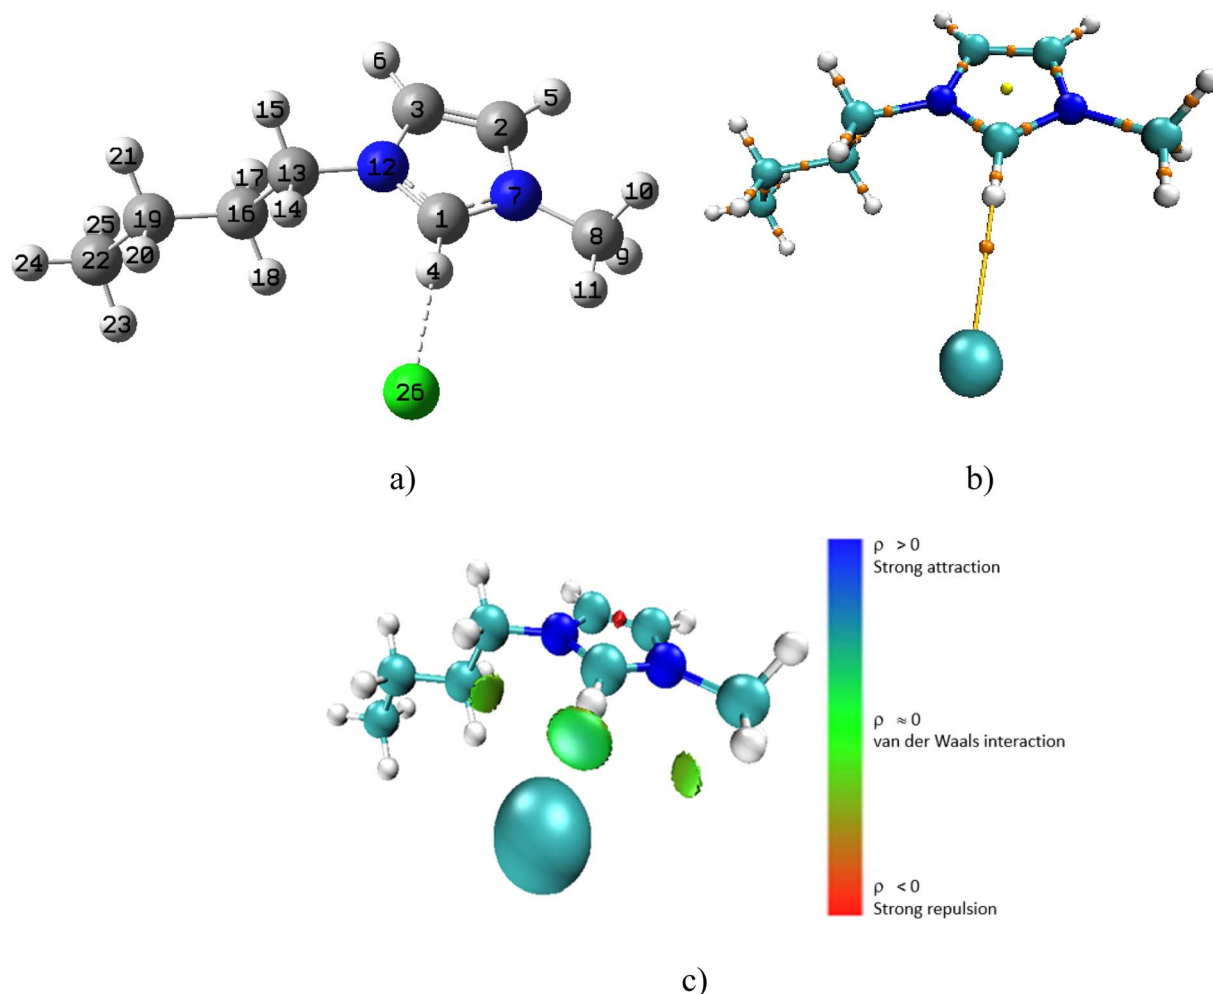 6
3
5
15
2
21
12
17
13
7
10
14
25
19
16
1
8
24
22
20
18
4
9
11
23
26
a)
b)
ρ > 0
Strong attraction
ρ ≈ 0
van der Waals interaction
ρ < 0
Strong repulsion
c)